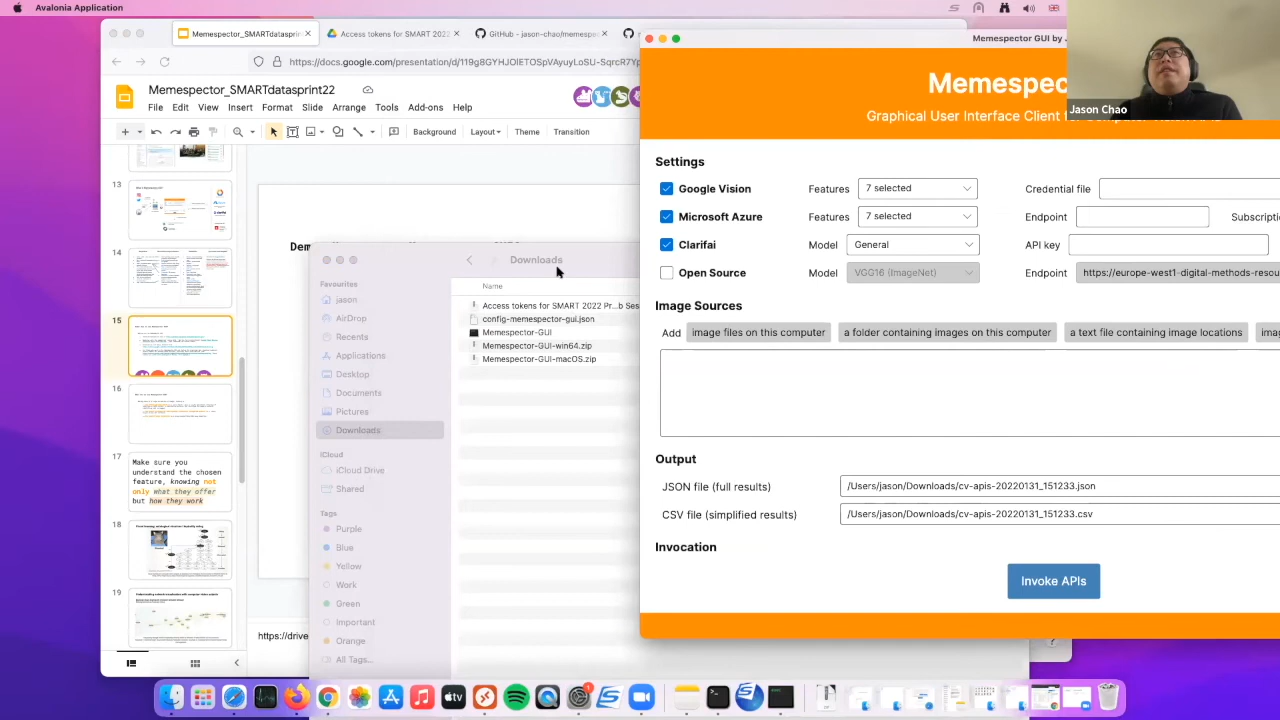 Avalonia Application
Memespector_SMARTdatasprin
Access tokens for SMART 2022
GitHub - jason-chao/memespec
Memespector GUI by J
https://docs.google.com/presentation/d/119g8GYHJOlETOSpVAyuyLoSU-SqrcR7Yp
Memespector_SMARTdatasprint22
File Edit View Insert Format Slide Arrange Tools Add-ons Help
Background Layout Theme Transition
Memespec
Graphical User Interface Client
Jason Chao
Settings
Google Vision Features 7 selected Credential file
Microsoft Azure Features 7 selected Endpoint Subscripti
Clarifai Model General API key
Open Source Model VGG16 (ImageNet) Endpoint https://europe-west1-digital-methods-resou
Image Sources
Add image files on this computer a folder containing images on this computer a text file containing image locations ima
Output
JSON file (full results) /Users/jason/Downloads/cv-apis-20220131_151233.json
CSV file (simplified results) /Users/jason/Downloads/cv-apis-20220131_151233.csv
Invocation
Invoke APIs
13
14
15
16
17
Make sure you
understand the chosen
feature, knowing not
only what they offer
but how they work
18
19
Dem
https://drive
Downloads
Favourites
jason
AirDrop
Recents
Applications
Desktop
Documents
Pictures
Downloads
iCloud
iCloud Drive
Shared
Tags
Purple
Blue
Yellow
Work
Green
Important
Orange
All Tags...
Name
Access tokens for SMART 2022 Pr...b Ses
config-memespector-gui.json
Memespector-GUI
Memespector-GUI-win64.zip
Memespector-GUI-macOS.zip